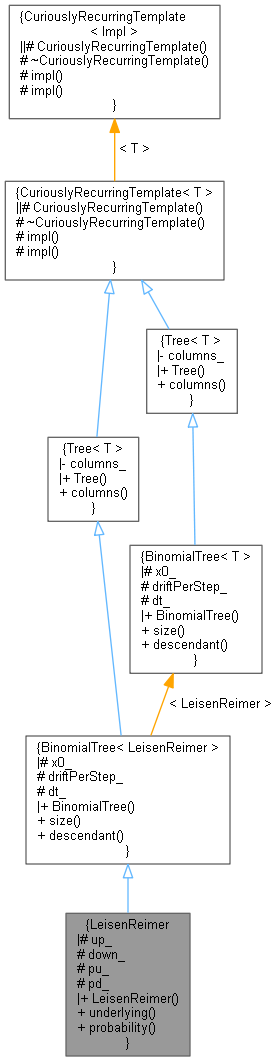 {CuriouslyRecurringTemplate
< Impl >
||# CuriouslyRecurringTemplate()
# ~CuriouslyRecurringTemplate()
# impl()
# impl()
}
< T >
{CuriouslyRecurringTemplate< T >
||# CuriouslyRecurringTemplate()
# ~CuriouslyRecurringTemplate()
# impl()
# impl()
}
{Tree< T >
|- columns_
|+ Tree()
+ columns()
}
{Tree< T >
|- columns_
|+ Tree()
+ columns()
}
{BinomialTree< T >
|# x0_
# driftPerStep_
# dt_
|+ BinomialTree()
+ size()
+ descendant()
}
< LeisenReimer >
{BinomialTree< LeisenReimer >
|# x0_
# driftPerStep_
# dt_
|+ BinomialTree()
+ size()
+ descendant()
}
{LeisenReimer
|# up_
# down_
# pu_
# pd_
|+ LeisenReimer()
+ underlying()
+ probability()
}